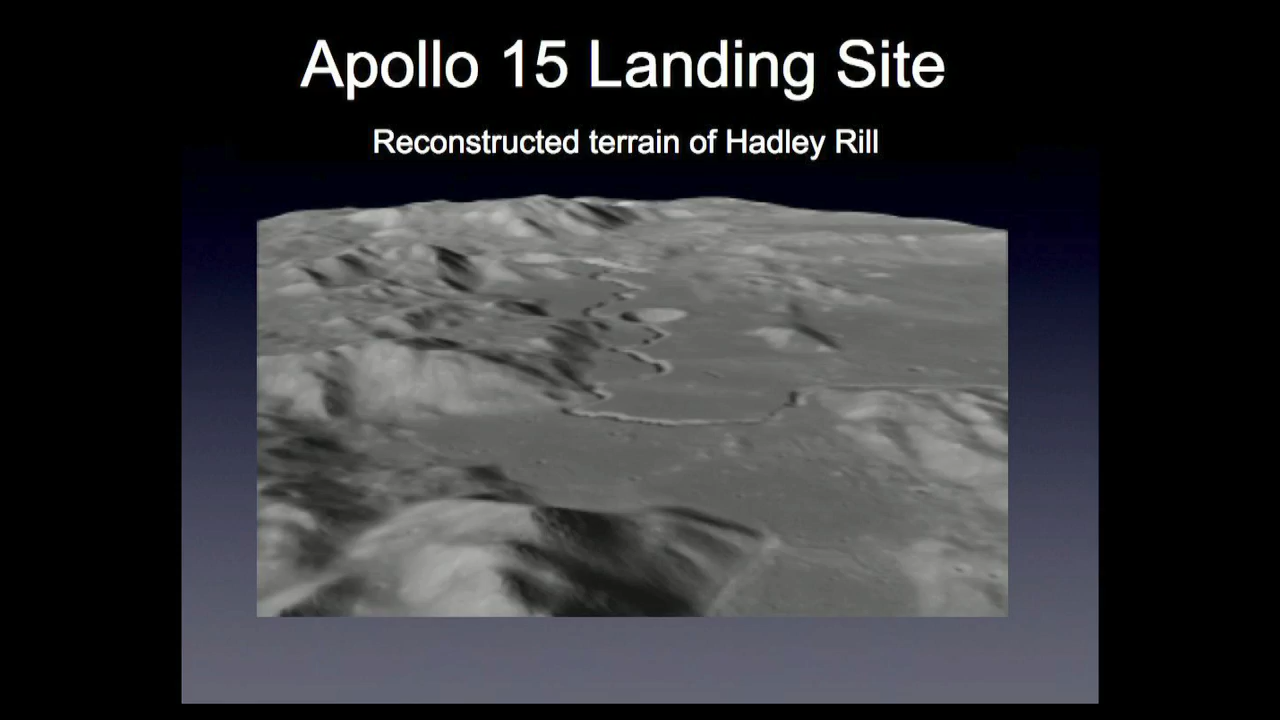 Apollo 15 Landing Site
Reconstructed terrain of Hadley Rill